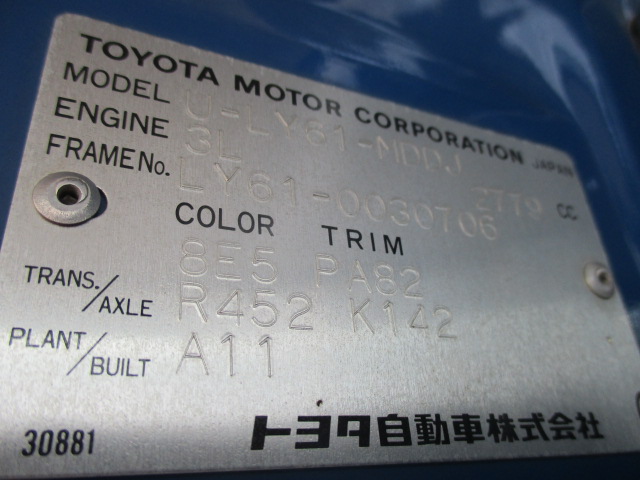 TOYOTA MOTOR CORPORATION JAPAN
MODEL U-LY61-MDDJ
ENGINE 3L 2779 CC
FRAME No. LY61-0030706
COLOR TRIM
8E5 PA82
TRANS./AXLE R452 K142
PLANT/BUILT A11
30881 トヨタ自動車株式会社